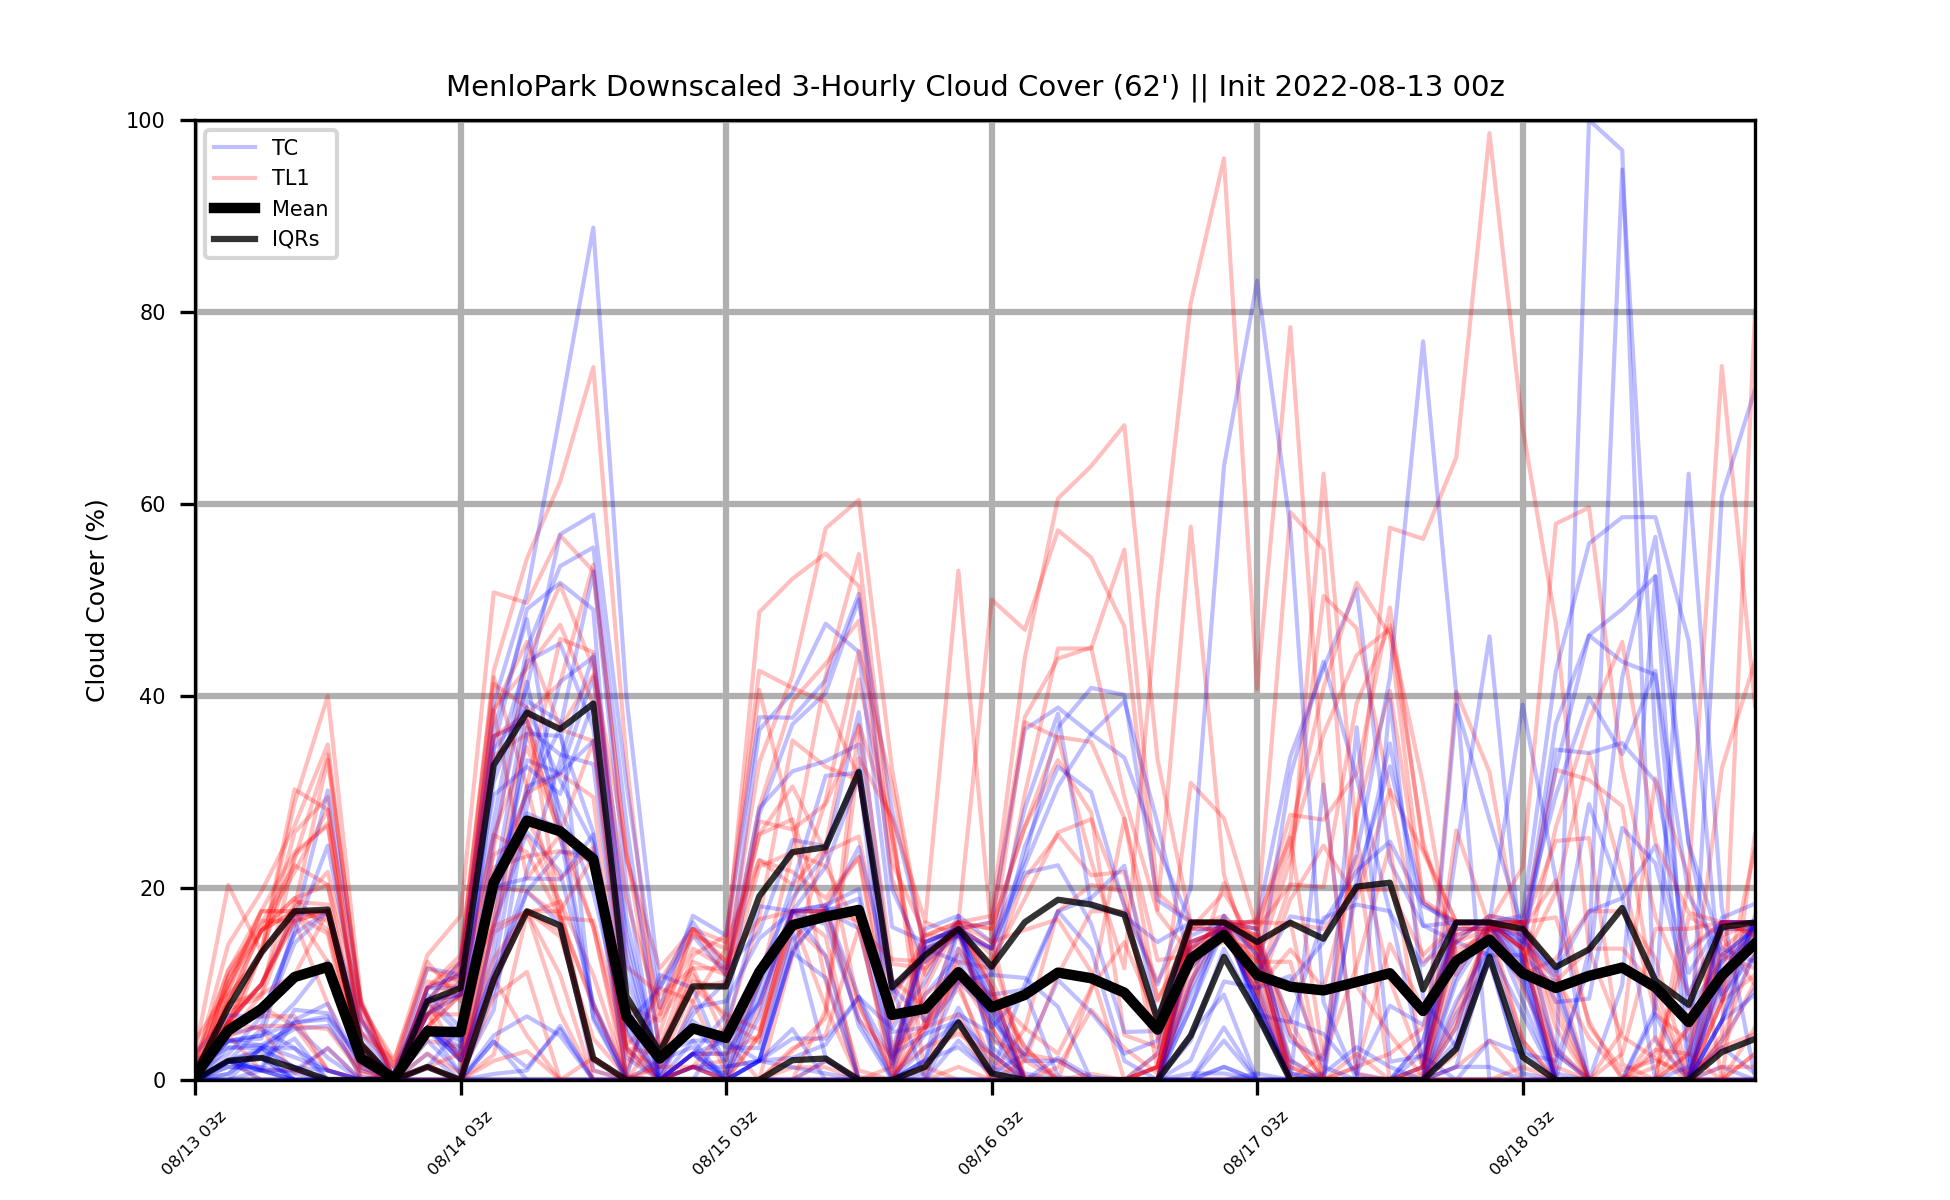 MenloPark Downscaled 3-Hourly Cloud Cover (62') || Init 2022-08-13 00z
TC
TL1
Mean
IQRs
Cloud Cover (%)
100
80
60
40
20
0
08/13 03z
08/14 03z
08/15 03z
08/16 03z
08/17 03z
08/18 03z